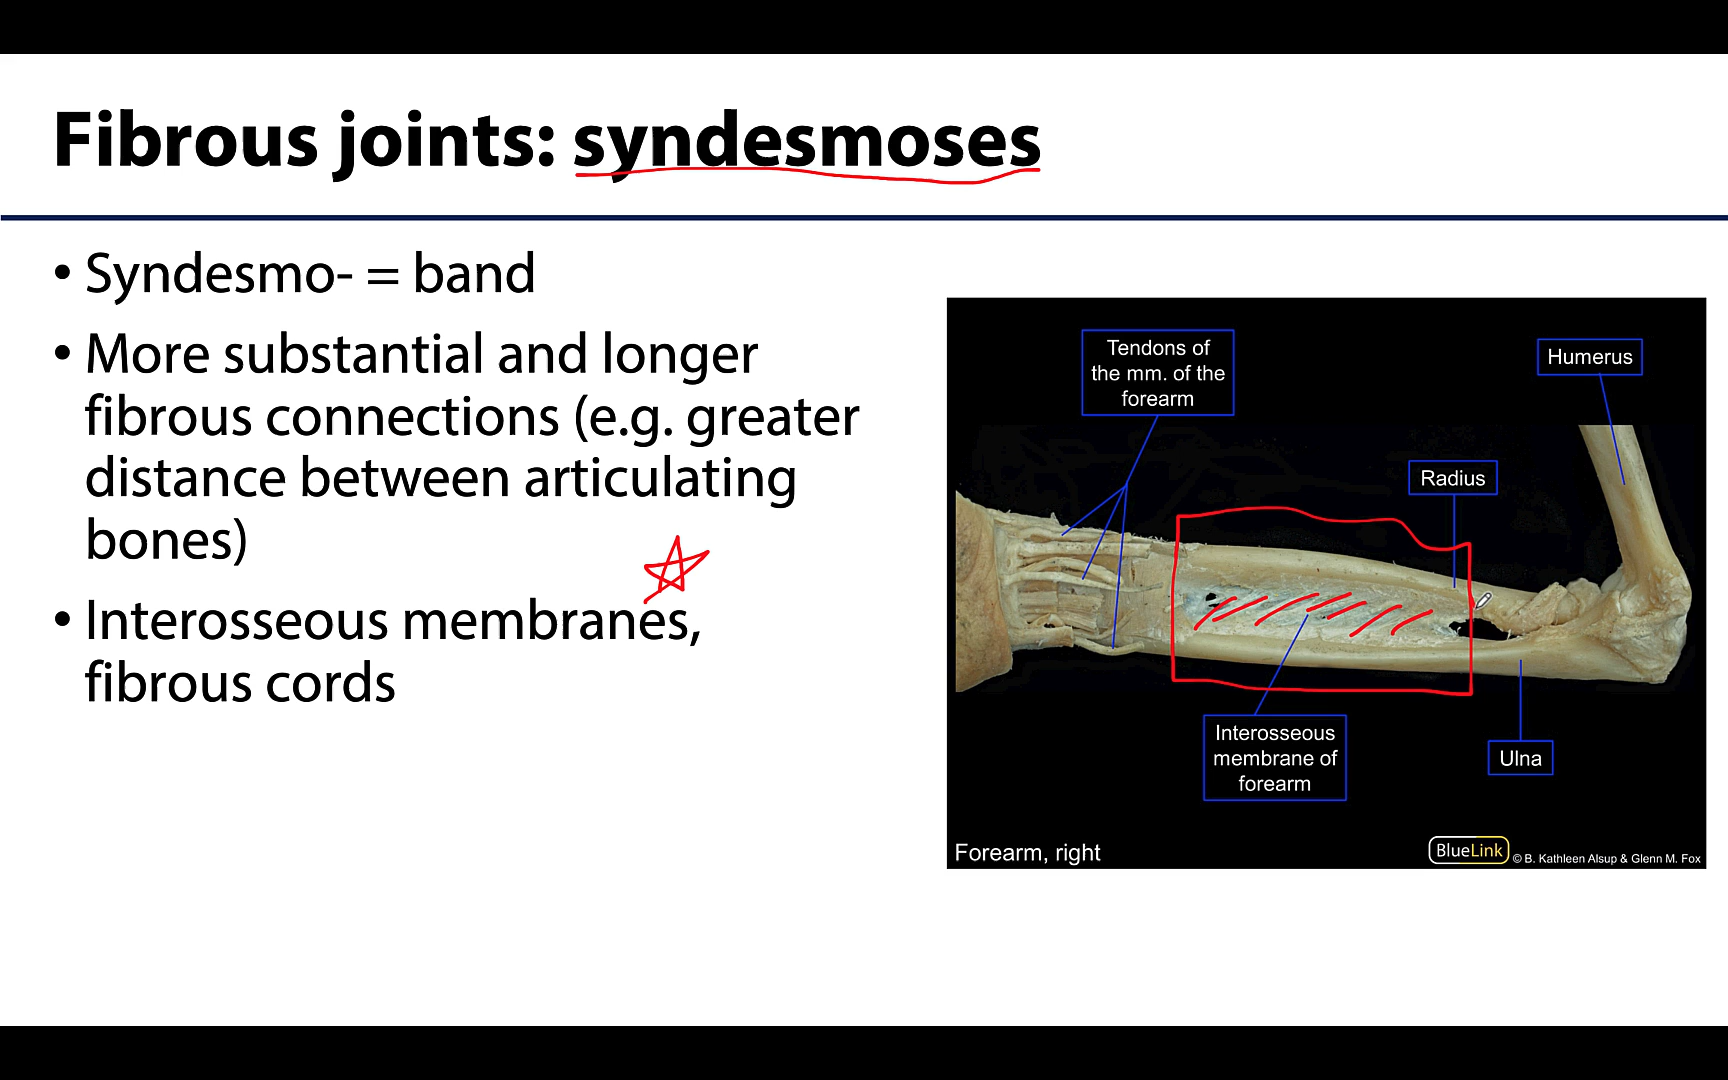 Fibrous joints: syndesmoses
• Syndesmo- = band
• More substantial and longer
fibrous connections (e.g. greater
distance between articulating
bones)
• Interosseous membranes,
fibrous cords
Tendons of
the mm. of the
forearm
Humerus
Radius
Interosseous
membrane of
forearm
Ulna
Forearm, right
BlueLink
© B. Kathleen Alsup & Glenn M. Fox